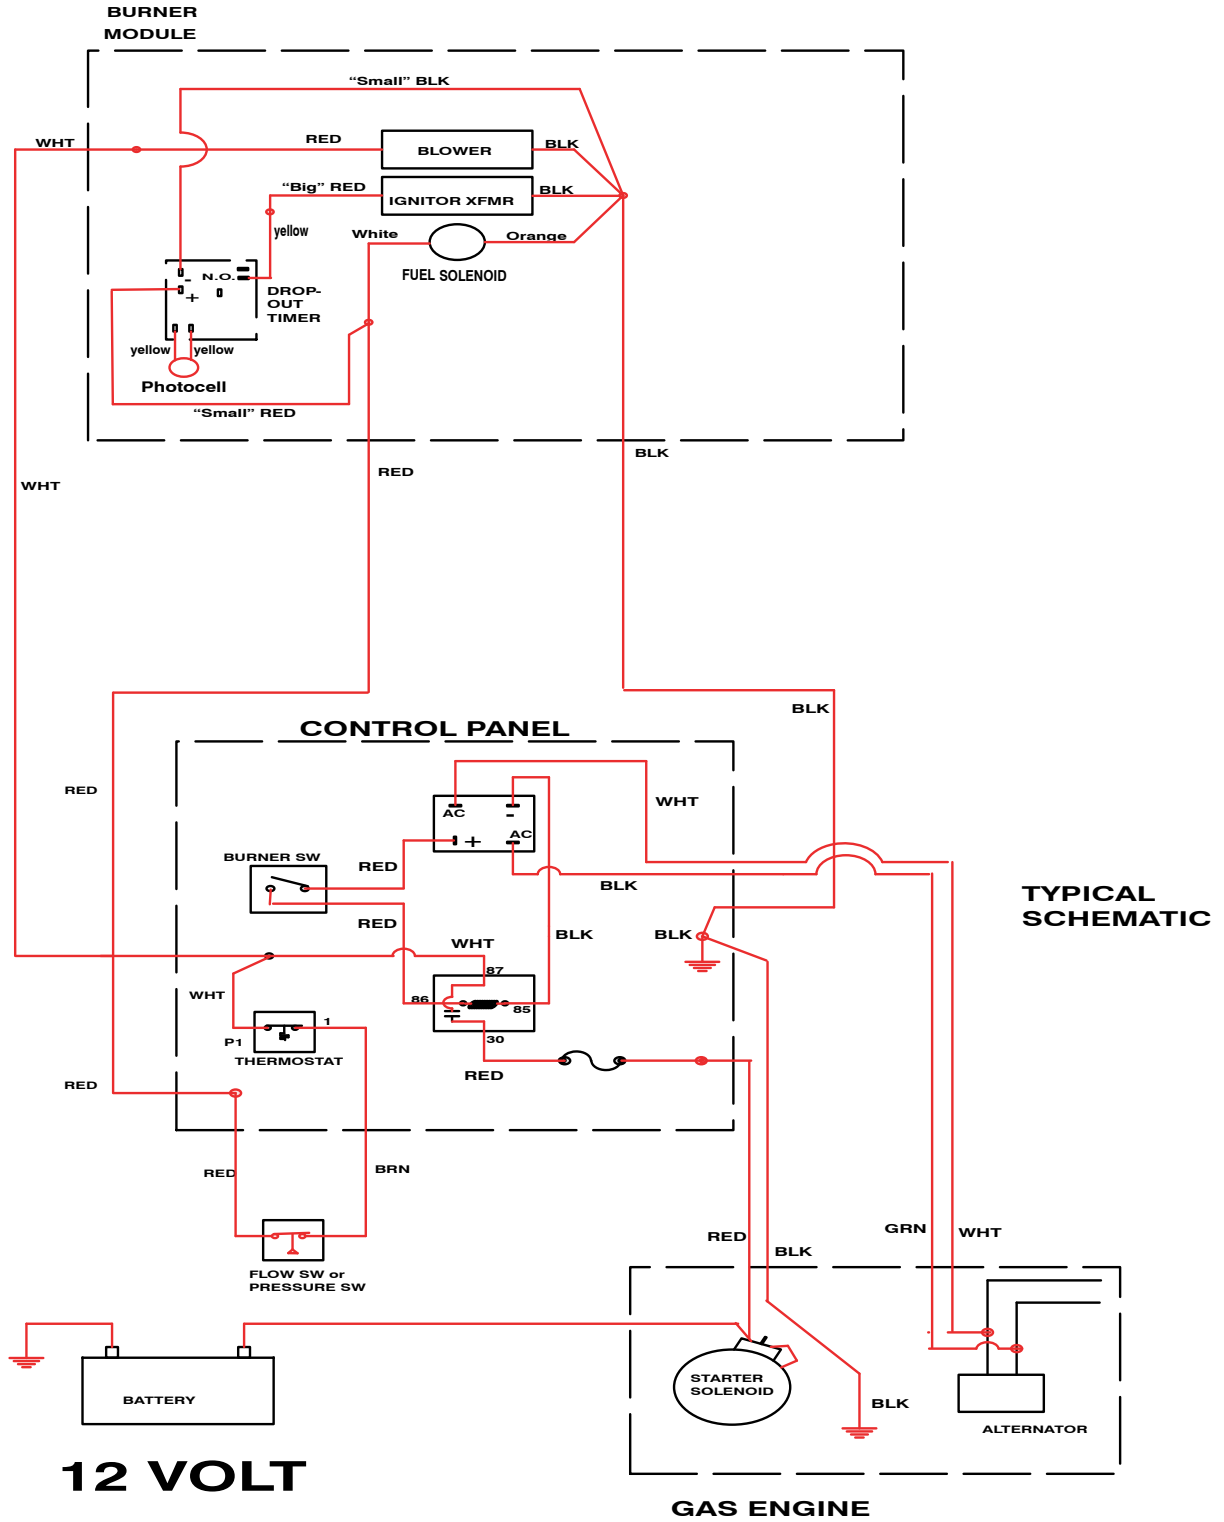 BURNER
MODULE
“Small” BLK
WHT
RED
BLOWER
BLK
“Big” RED
IGNITOR XFMR
BLK
yellow
White
Orange
FUEL SOLENOID
N.O.
-
+
DROP-
OUT
TIMER
yellow
yellow
Photocell
“Small” RED
BLK
RED
WHT
BLK
CONTROL PANEL
RED
WHT
AC
-
+
AC
BURNER SW
RED
BLK
TYPICAL
SCHEMATIC
RED
BLK
BLK
WHT
87
WHT
86
85
P1
1
30
THERMOSTAT
RED
RED
RED
BRN
GRN
WHT
RED
BLK
FLOW SW or
PRESSURE SW
STARTER
SOLENOID
BATTERY
BLK
ALTERNATOR
12 VOLT
GAS ENGINE